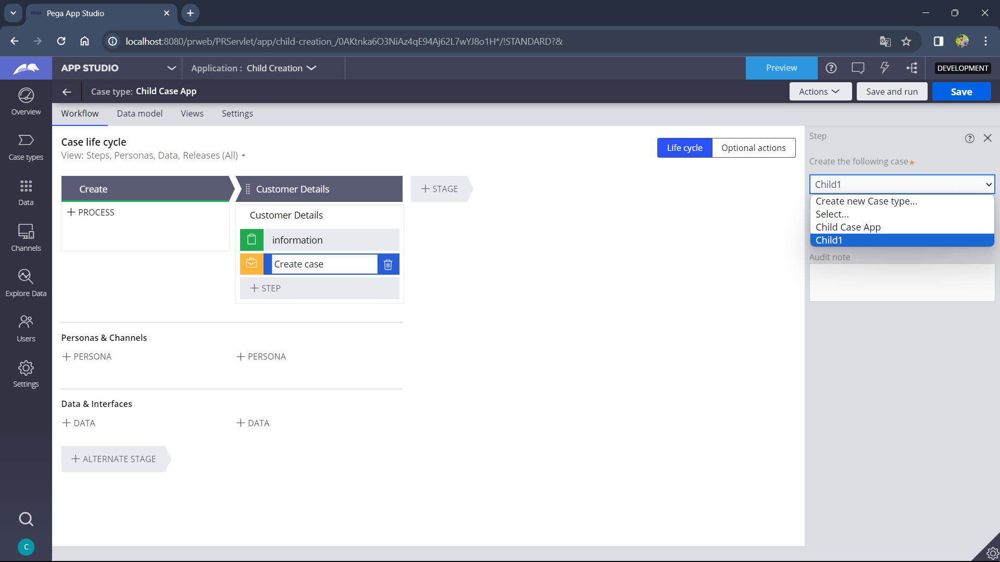 PEGA Pega App Studio
localhost:8080/prweb/PRServlet/app/child-creation_/0AKtnka6O3NiAz4qE94Aj62L7wYJ8o1H*/!STANDARD?&
APP STUDIO
Application : Child Creation
Preview
DEVELOPMENT
Case type: Child Case App
Actions
Save and run
Save
Overview
Case types
Data
Channels
Explore Data
Users
Settings
C
Workflow Data model Views Settings
Case life cycle
View: Steps, Personas, Data, Releases (All)
Life cycle Optional actions
Create
Customer Details
+ STAGE
+ PROCESS
Customer Details
information
Create case
+ STEP
Personas & Channels
+ PERSONA + PERSONA
Data & Interfaces
+ DATA + DATA
+ ALTERNATE STAGE
Step
Create the following case*
Child1
Create new Case type...
Select...
Child Case App
Child1
Audit note